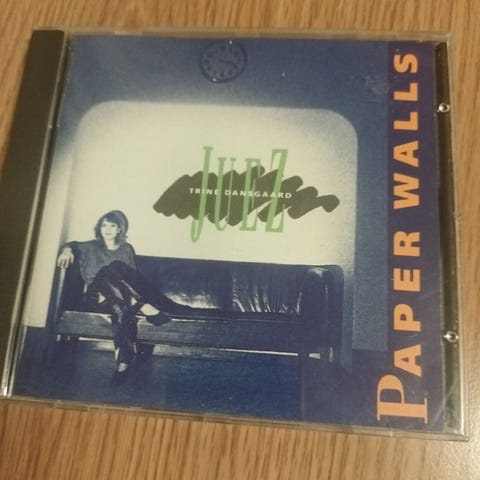 JUEZ
TRINE DANSGAARD
PAPER WALLS